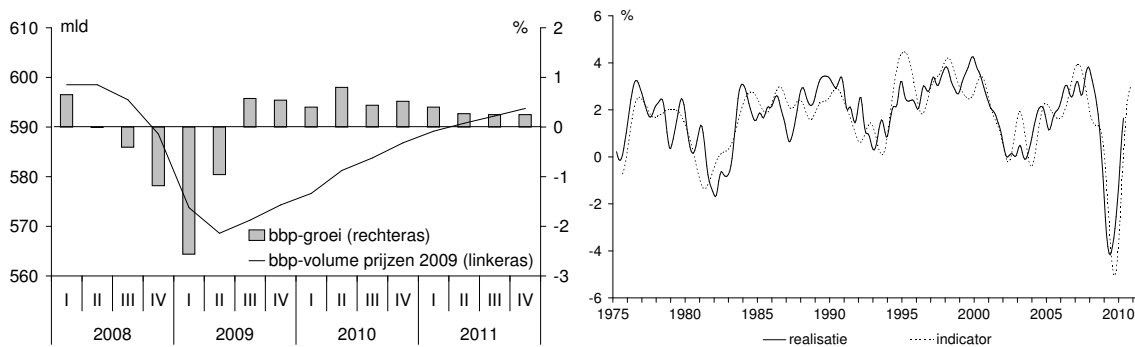 mld %
610
600
590
580
570
560
2
1
0
-1
-2
-3
bbp-groei (rechteras)
bbp-volume prijzen 2009 (linkeras)
I II III IV I II III IV I II III IV I II III IV
2008 2009 2010 2011
%
6
4
2
0
-2
-4
-6
1975 1980 1985 1990 1995 2000 2005 2010
realisatie indicator